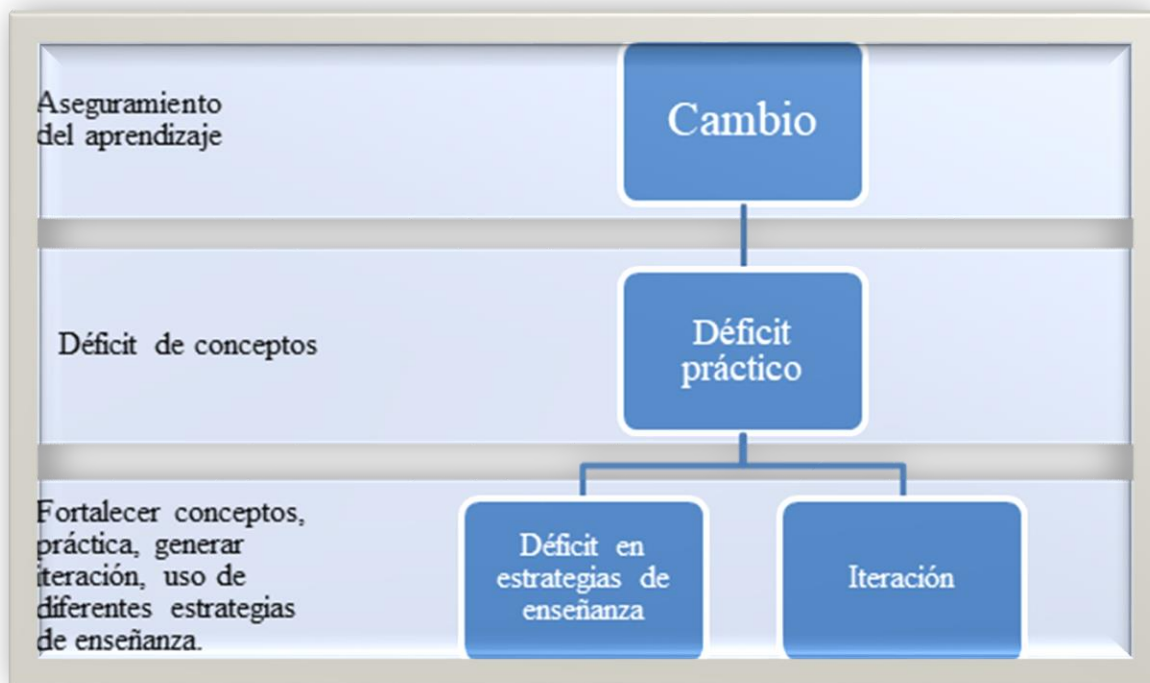 Aseguramiento
del aprendizaje
Cambio
Déficit de conceptos
Déficit
práctico
Fortalecer conceptos,
práctica, generar
iteración, uso de
diferentes estrategias
de enseñanza.
Déficit en
estrategias de
enseñanza
Iteración